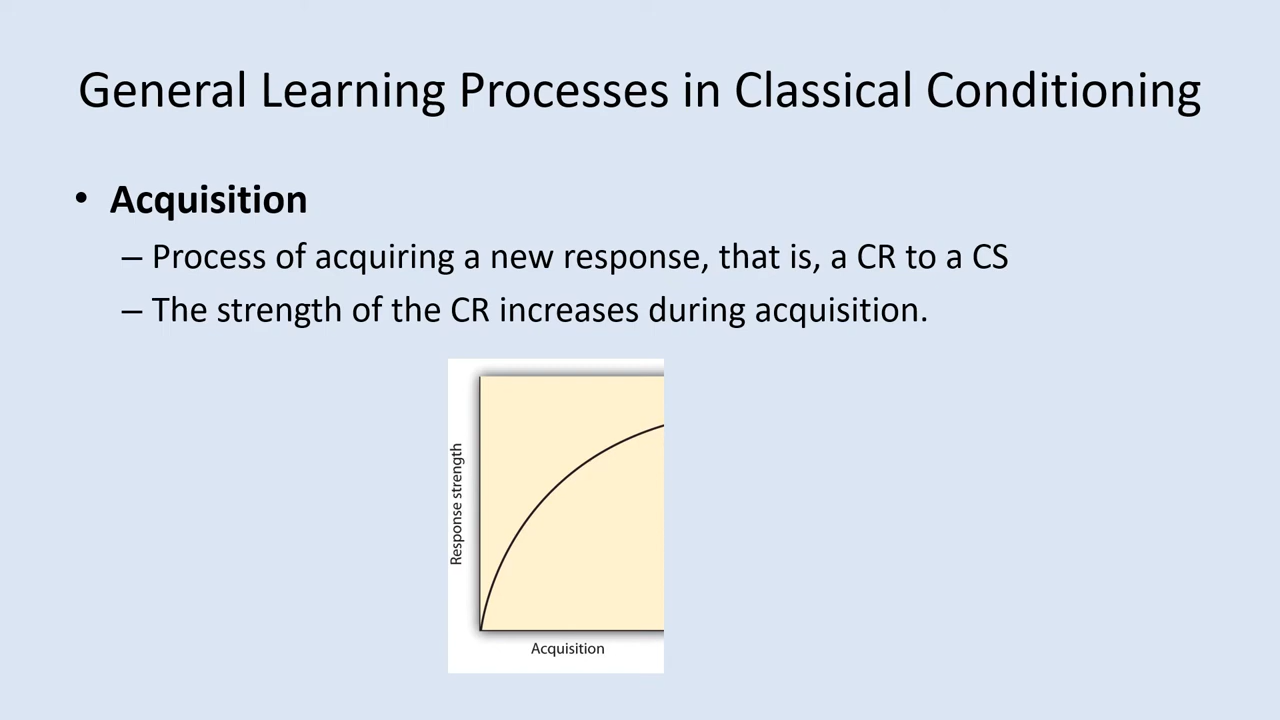 General Learning Processes in Classical Conditioning
• Acquisition
– Process of acquiring a new response, that is, a CR to a CS
– The strength of the CR increases during acquisition.
Response strength
Acquisition